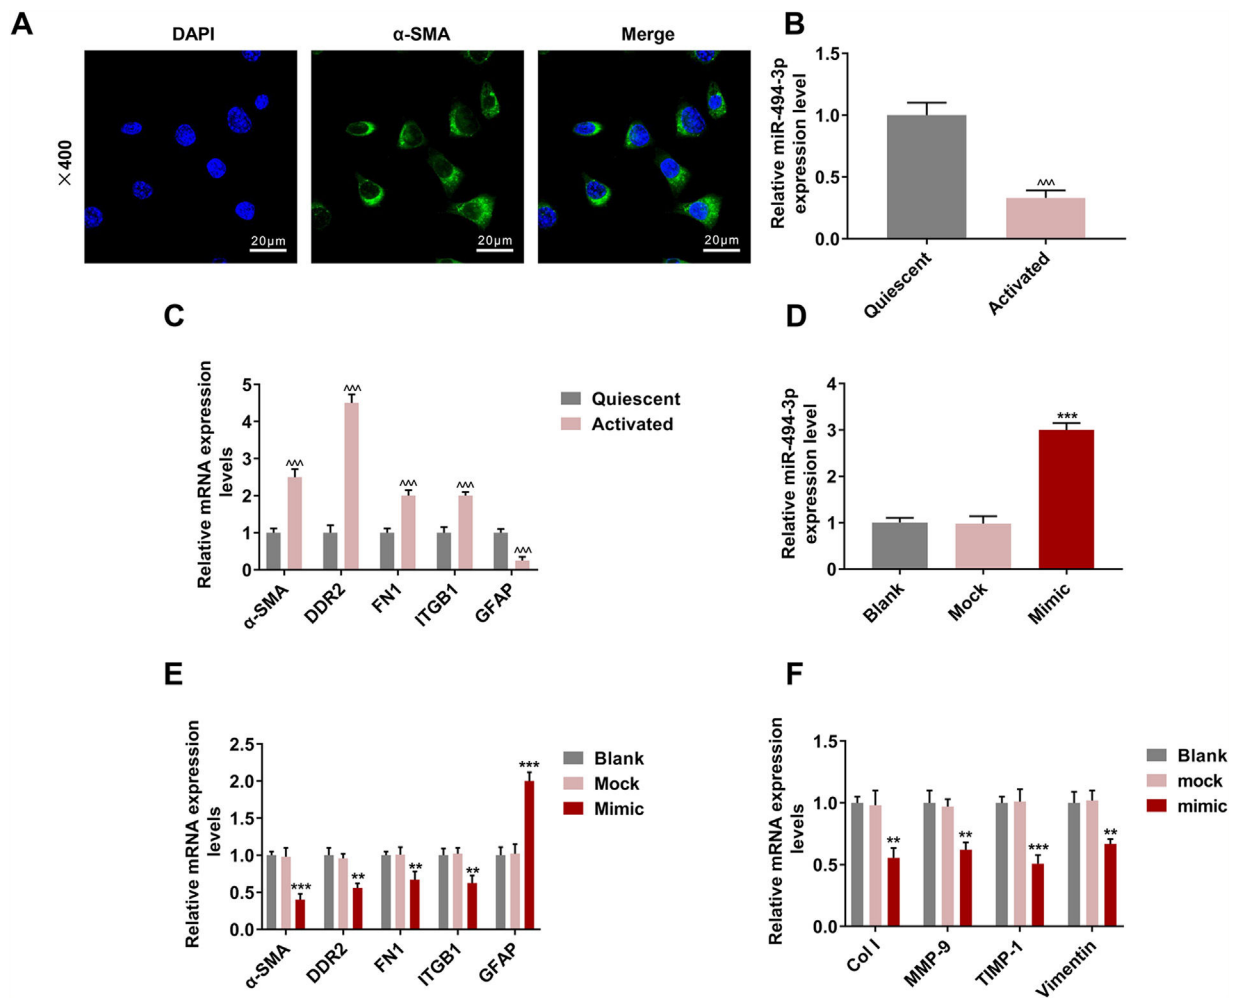 A
DAPI
α-SMA
Merge
×400
20μm
20μm
20μm
B
Relative miR-494-3p
expression level
1.5
1.0
0.5
0.0
^^^
Quiescent
Activated
C
Relative mRNA expression
levels
5
4
3
2
1
0
^^^
^^^
^^^
^^^
^^^
α-SMA
DDR2
FN1
ITGB1
GFAP
Quiescent
Activated
D
Relative miR-494-3p
expression level
4
3
2
1
0
***
Blank
Mock
Mimic
E
Relative mRNA expression
levels
2.5
2.0
1.5
1.0
0.5
0.0
***
**
**
**
***
α-SMA
DDR2
FN1
ITGB1
GFAP
Blank
Mock
Mimic
F
Relative mRNA expression
levels
1.5
1.0
0.5
0.0
**
**
***
**
Col I
MMP-9
TIMP-1
Vimentin
Blank
mock
mimic